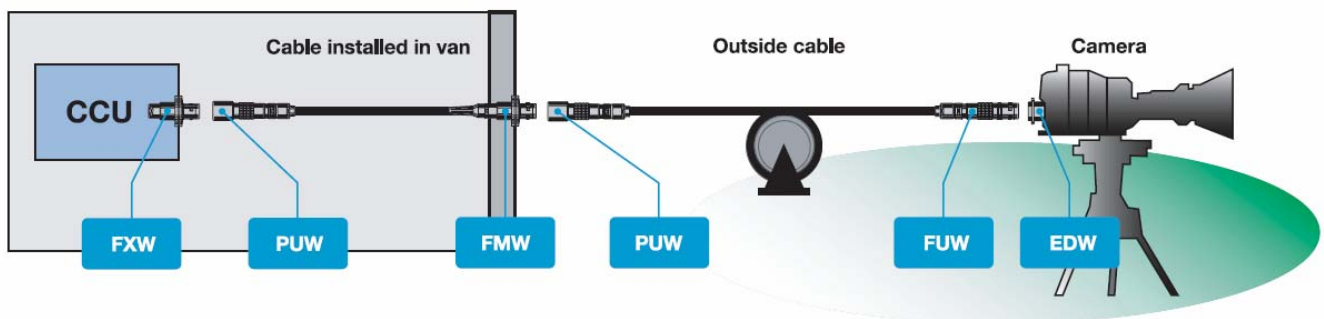 Cable installed in van
Outside cable
Camera
CCU
FXW
PUW
FMW
PUW
FUW
EDW